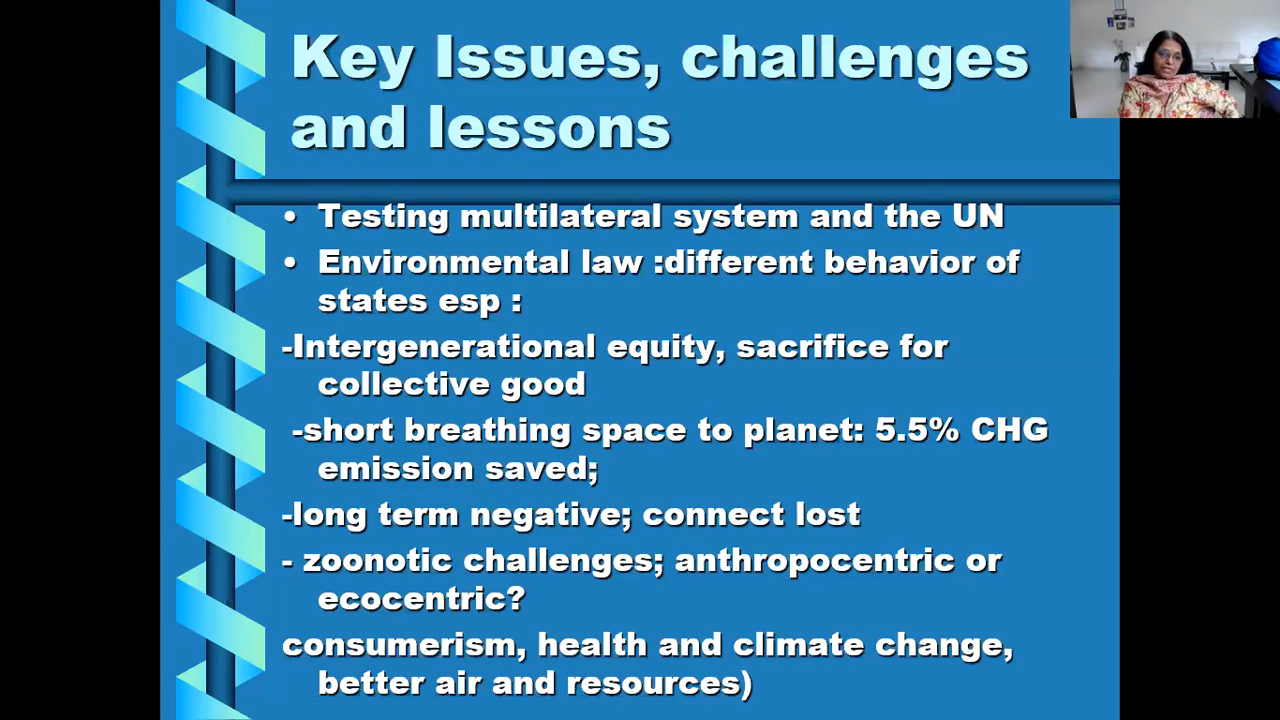 Key Issues, challenges
and lessons
• Testing multilateral system and the UN
• Environmental law :different behavior of
states esp :
-Intergenerational equity, sacrifice for
collective good
-short breathing space to planet: 5.5% CHG
emission saved;
-long term negative; connect lost
- zoonotic challenges; anthropocentric or
ecocentric?
consumerism, health and climate change,
better air and resources)